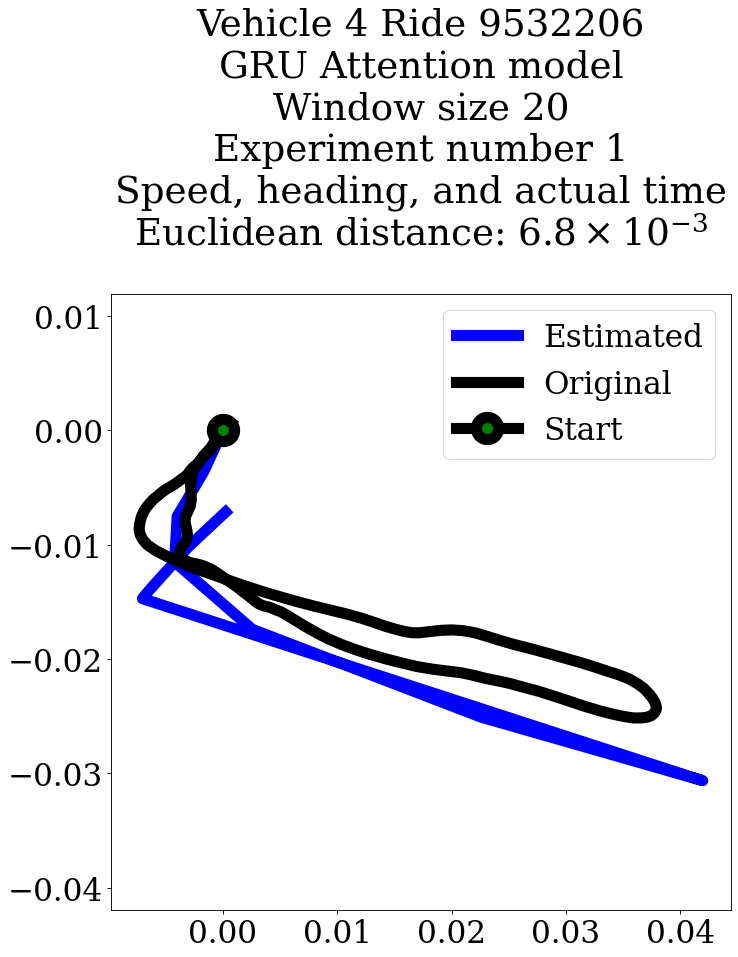 Vehicle 4 Ride 9532206
GRU Attention model
Window size 20
Experiment number 1
Speed, heading, and actual time
Euclidean distance: 6.8 × 10⁻³
Estimated
Original
Start
0.01
0.00
−0.01
−0.02
−0.03
−0.04
0.00 0.01 0.02 0.03 0.04